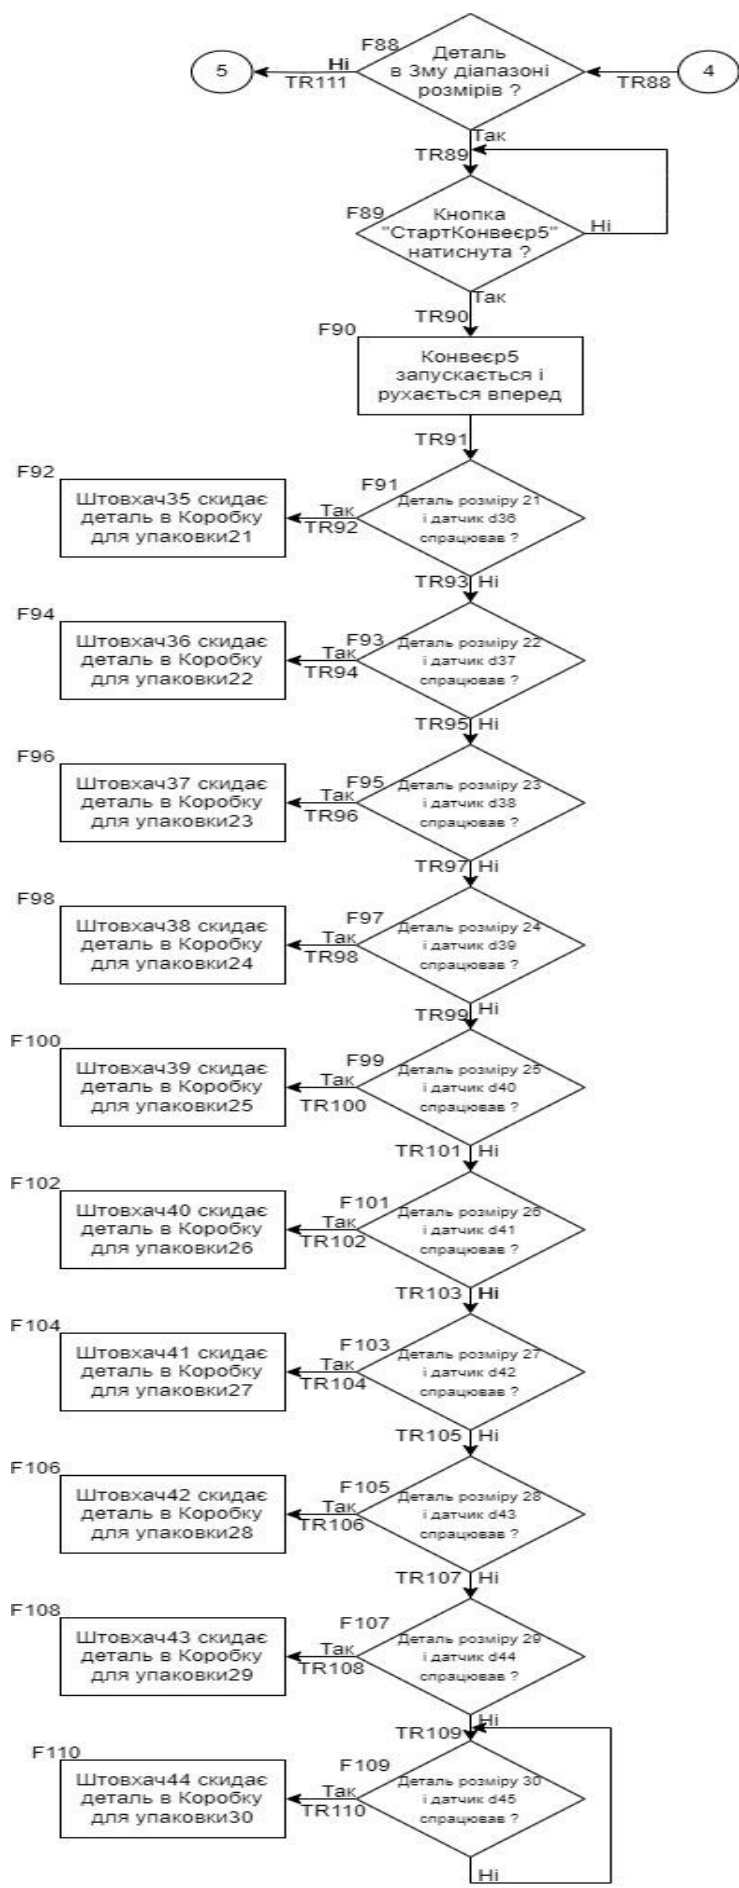 F88
Деталь
в 3му діапазоні
розмірів ?
Ні
TR111
5
TR88
4
Так
TR89
F89
Кнопка
"СтартКонвеєр5"
натиснута ?
Ні
Так
TR90
F90
Конвеєр5
запускається і
рухається вперед
TR91
F92
Штовхач35 скидає
деталь в Коробку
для упаковки21
Так
TR92
F91
Деталь розміру 21
і датчик d36
спрацював ?
TR93 Ні
F94
Штовхач36 скидає
деталь в Коробку
для упаковки22
Так
TR94
F93
Деталь розміру 22
і датчик d37
спрацював ?
TR95 Ні
F96
Штовхач37 скидає
деталь в Коробку
для упаковки23
Так
TR96
F95
Деталь розміру 23
і датчик d38
спрацював ?
TR97 Ні
F98
Штовхач38 скидає
деталь в Коробку
для упаковки24
Так
TR98
F97
Деталь розміру 24
і датчик d39
спрацював ?
TR99 Ні
F100
Штовхач39 скидає
деталь в Коробку
для упаковки25
Так
TR100
F99
Деталь розміру 25
і датчик d40
спрацював ?
TR101 Ні
F102
Штовхач40 скидає
деталь в Коробку
для упаковки26
Так
TR102
F101
Деталь розміру 26
і датчик d41
спрацював ?
TR103 Ні
F104
Штовхач41 скидає
деталь в Коробку
для упаковки27
Так
TR104
F103
Деталь розміру 27
і датчик d42
спрацював ?
TR105 Ні
F106
Штовхач42 скидає
деталь в Коробку
для упаковки28
Так
TR106
F105
Деталь розміру 28
і датчик d43
спрацював ?
TR107 Ні
F108
Штовхач43 скидає
деталь в Коробку
для упаковки29
Так
TR108
F107
Деталь розміру 29
і датчик d44
спрацював ?
TR109 Ні
F110
Штовхач44 скидає
деталь в Коробку
для упаковки30
Так
TR110
F109
Деталь розміру 30
і датчик d45
спрацював ?
Ні